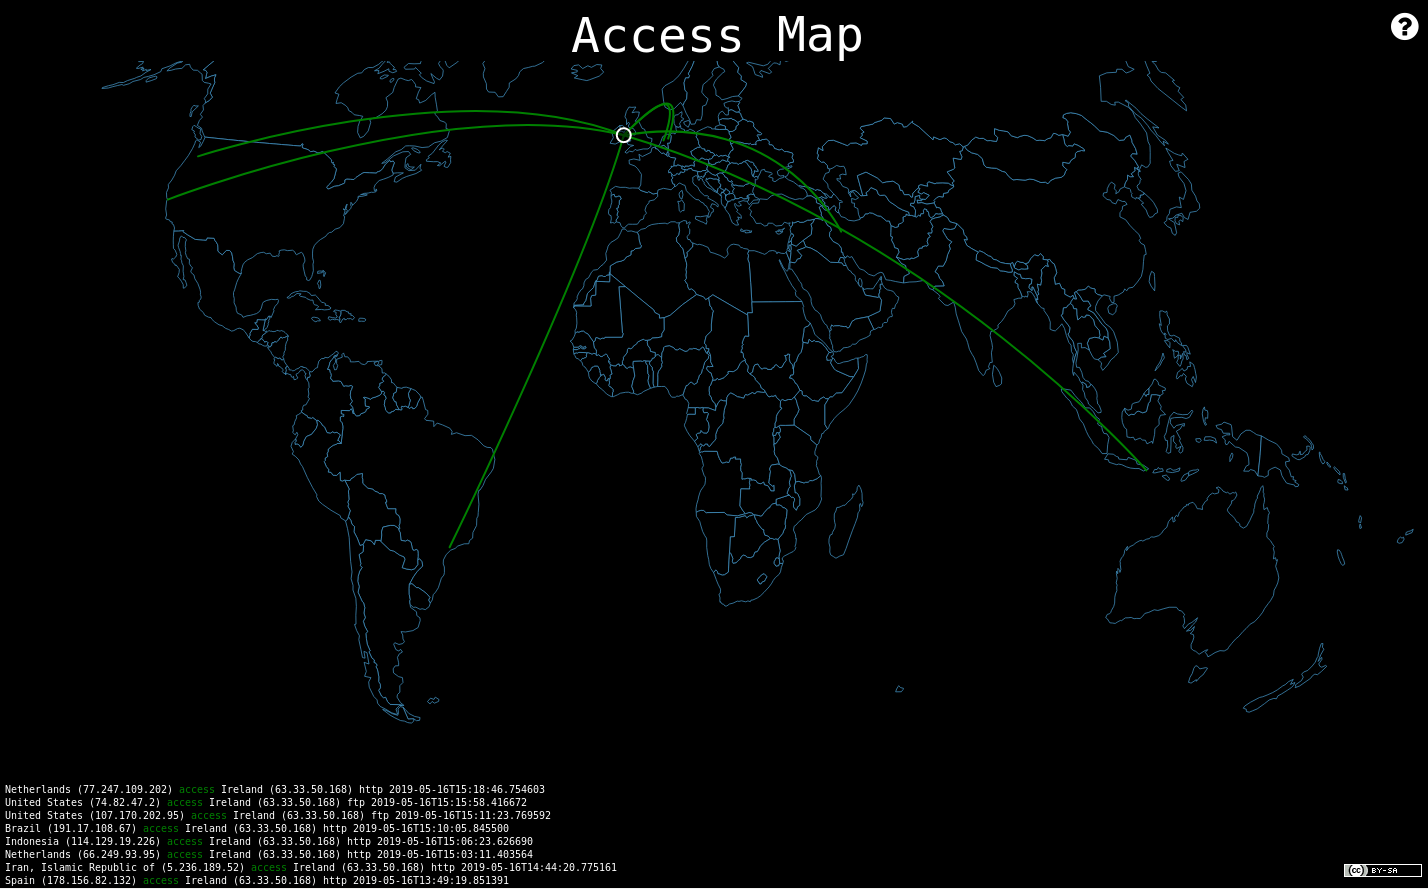 Access Map
?
Netherlands (77.247.109.202) access Ireland (63.33.50.168) http 2019-05-16T15:18:46.754603
United States (74.82.47.2) access Ireland (63.33.50.168) ftp 2019-05-16T15:15:58.416672
United States (107.170.202.95) access Ireland (63.33.50.168) ftp 2019-05-16T15:11:23.769592
Brazil (191.17.108.67) access Ireland (63.33.50.168) http 2019-05-16T15:10:05.845500
Indonesia (114.129.19.226) access Ireland (63.33.50.168) http 2019-05-16T15:06:23.626690
Netherlands (66.249.93.95) access Ireland (63.33.50.168) http 2019-05-16T15:03:11.403564
Iran, Islamic Republic of (5.236.189.52) access Ireland (63.33.50.168) http 2019-05-16T14:44:20.775161
Spain (178.156.82.132) access Ireland (63.33.50.168) http 2019-05-16T13:49:19.851391
cc BY-SA